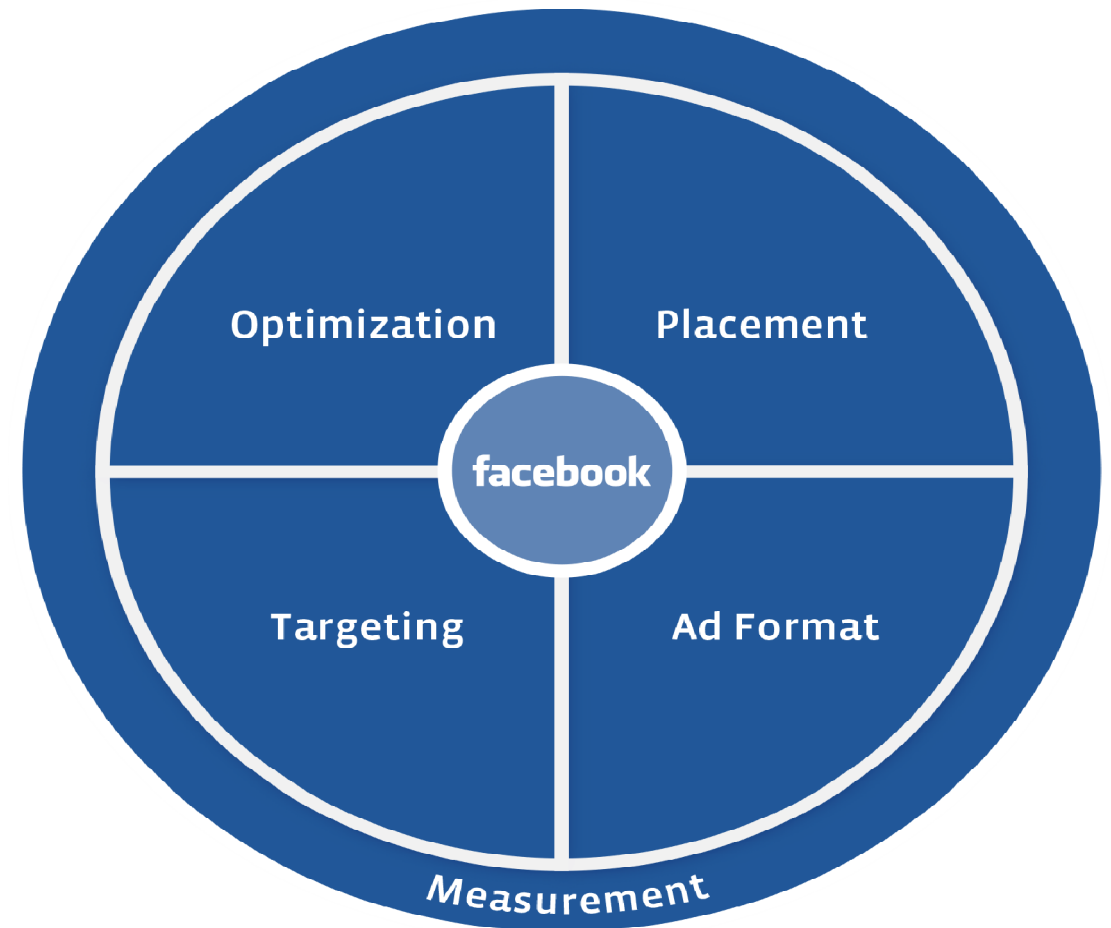 Optimization
Placement
facebook
Targeting
Ad Format
Measurement